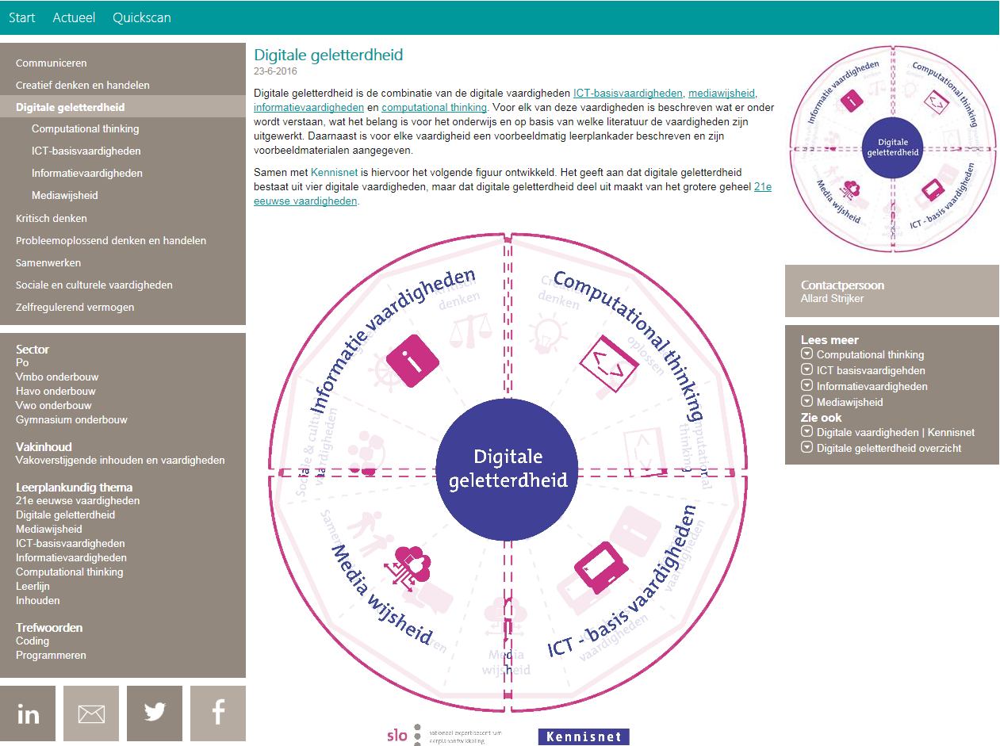 Start Actueel Quickscan
Communiceren
Creatief denken en handelen
Digitale geletterdheid
Computational thinking
ICT-basisvaardigheden
Informatievaardigheden
Mediawijsheid
Kritisch denken
Probleemoplossend denken en handelen
Samenwerken
Sociale en culturele vaardigheden
Zelfregulerend vermogen
Sector
Po
Vmbo onderbouw
Havo onderbouw
Vwo onderbouw
Gymnasium onderbouw
Vakinhoud
Vakoverstijgende inhouden en vaardigheden
Leerplankundig thema
21e eeuwse vaardigheden
Digitale geletterdheid
Mediawijsheid
ICT-basisvaardigheden
Informatievaardigheden
Computational thinking
Leerlijn
Inhouden
Trefwoorden
Coding
Programmeren
in
f
Digitale geletterdheid
23-6-2016
Digitale geletterdheid is de combinatie van de digitale vaardigheden ICT-basisvaardigheden, mediawijsheid,
informatievaardigheden en computational thinking. Voor elk van deze vaardigheden is beschreven wat er onder
wordt verstaan, wat het belang is voor het onderwijs en op basis van welke literatuur de vaardigheden zijn
uitgewerkt. Daarnaast is voor elke vaardigheid een voorbeeldmatig leerplankader beschreven en zijn
voorbeeldmaterialen aangegeven.
Samen met Kennisnet is hiervoor het volgende figuur ontwikkeld. Het geeft aan dat digitale geletterdheid
bestaat uit vier digitale vaardigheden, maar dat digitale geletterdheid deel uit maakt van het grotere geheel 21e
eeuwse vaardigheden.
Informatie vaardigheden
Computational thinking
denken
denken
oplossen
i
Sociale &
vaardigheden
Computational
thinking
Digitale
geletterdheid
Media wijsheid
ICT - basis vaardigheden
vaardigheden
vaardigheden
Media
wijsheid
slo
nationaal expertisecentrum
leerplanontwikkeling
Kennisnet
Informatie vaardigheden
Computational thinking
i
Digitale
geletterdheid
Media wijsheid
ICT - basis vaardigheden
Contactpersoon
Allard Strijker
Lees meer
Computational thinking
ICT basisvaardigehden
Informatievaardigheden
Mediawijsheid
Zie ook
Digitale vaardigheden | Kennisnet
Digitale geletterdheid overzicht